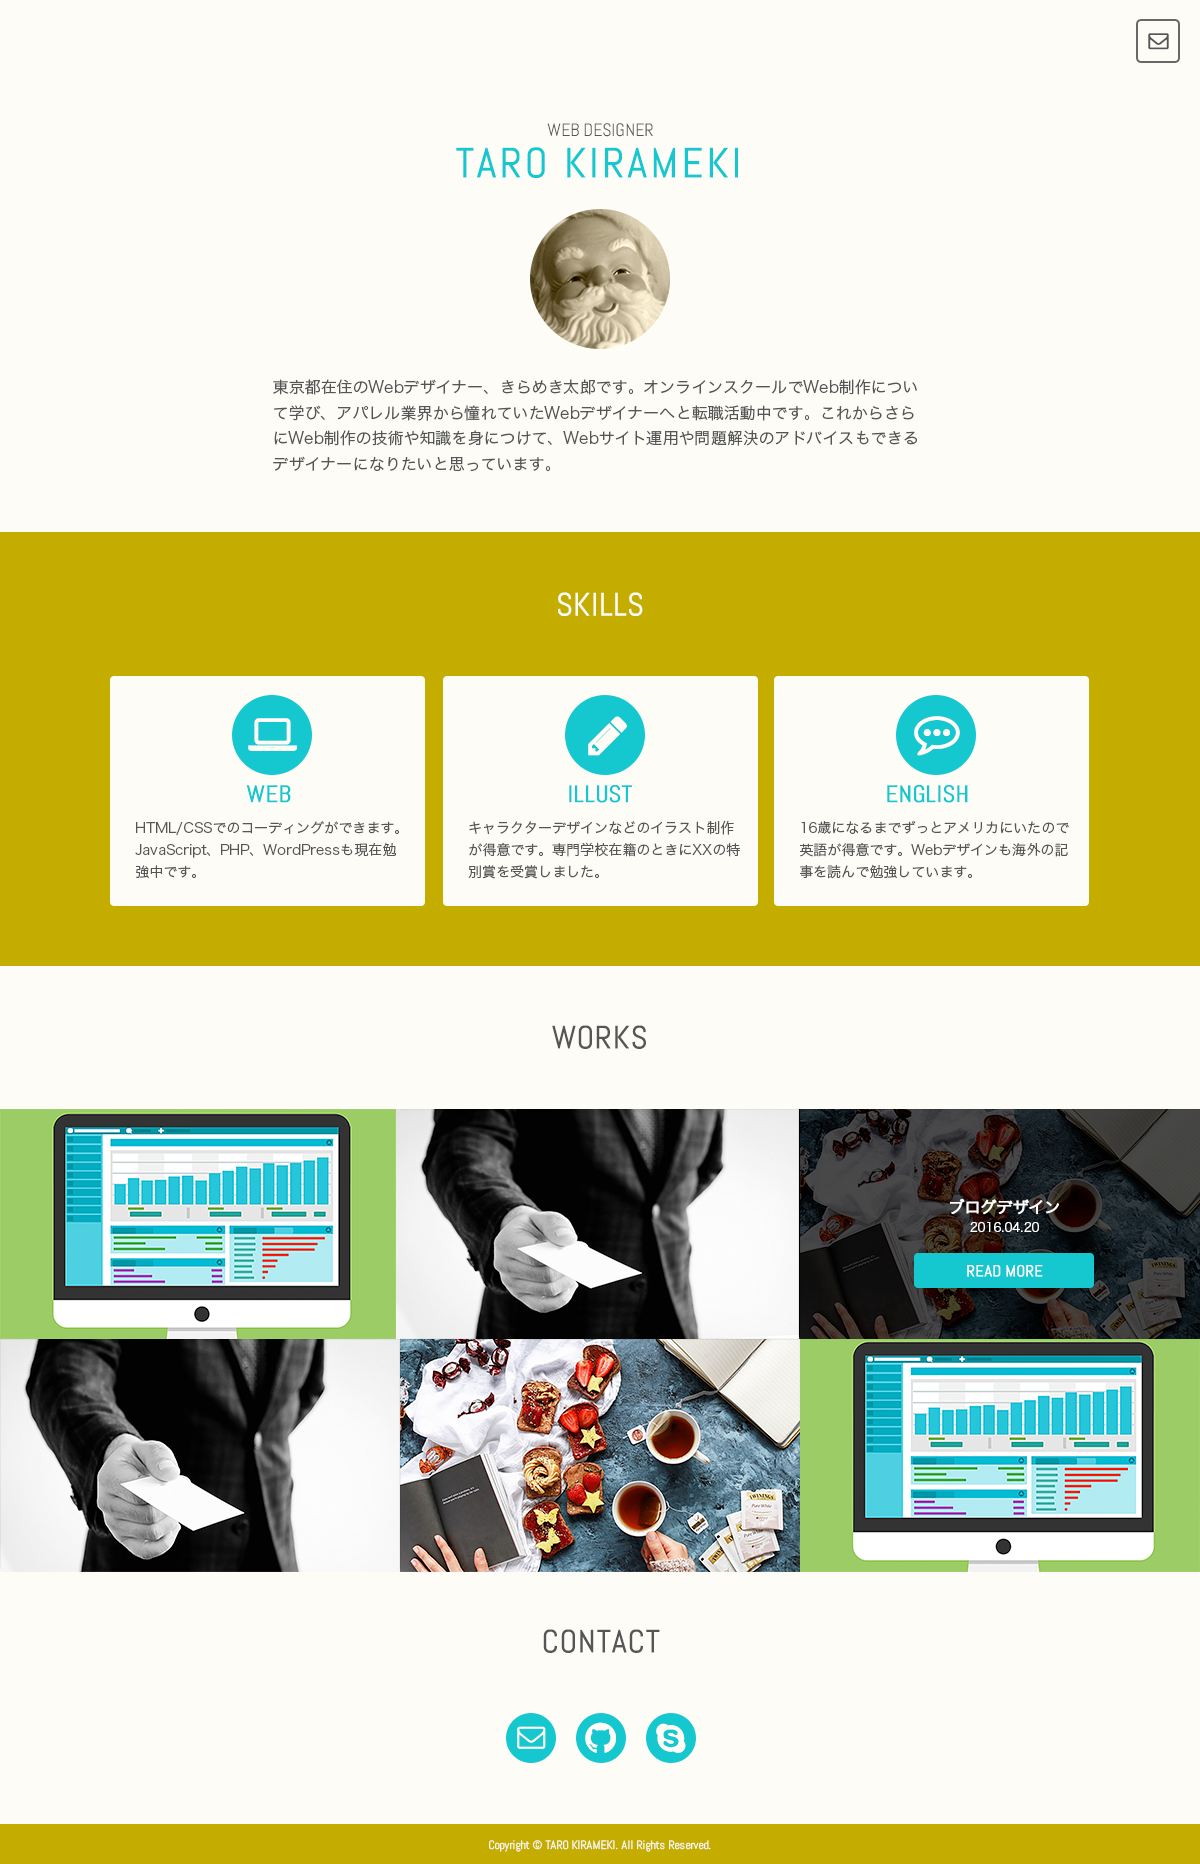 WEB DESIGNER
TARO KIRAMEKI
東京都在住のWebデザイナー、きらめき太郎です。オンラインスクールでWeb制作につい
て学び、アパレル業界から憧れていたWebデザイナーへと転職活動中です。これからさら
にWeb制作の技術や知識を身につけて、Webサイト運用や問題解決のアドバイスもできる
デザイナーになりたいと思っています。
SKILLS
WEB
HTML/CSSでのコーディングができます。
JavaScript、PHP、WordPressも現在勉
強中です。
ILLUST
キャラクターデザインなどのイラスト制作
が得意です。専門学校在籍のときにXXの特
別賞を受賞しました。
ENGLISH
16歳になるまでずっとアメリカにいたので
英語が得意です。Webデザインも海外の記
事を読んで勉強しています。
WORKS
ブログデザイン
2016.04.20
READ MORE
TWININGS
Pure White
TWININGS
Pure White
CONTACT
Copyright © TARO KIRAMEKI. All Rights Reserved.